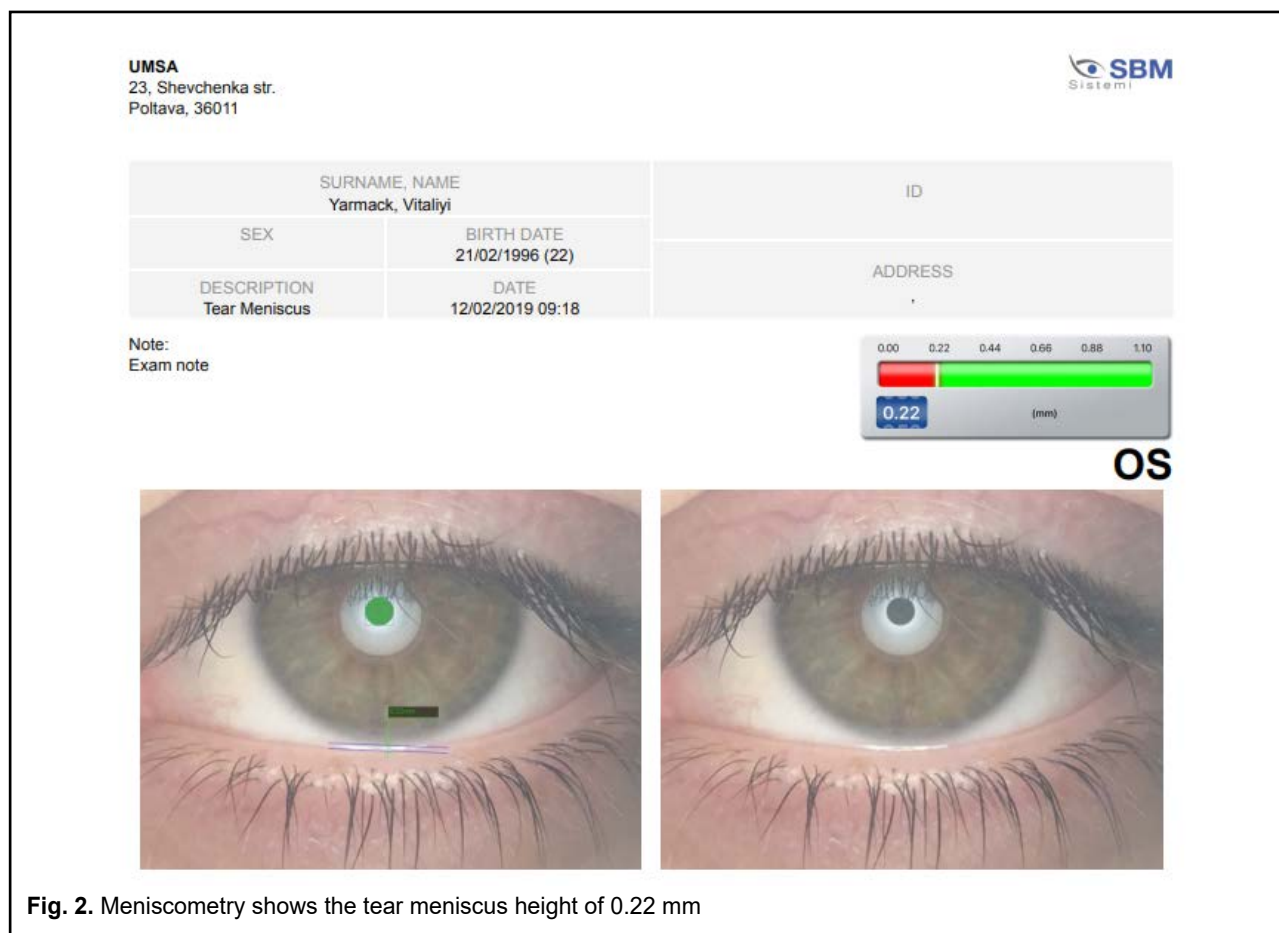 UMSA
23, Shevchenka str.
Poltava, 36011
SBM
Sistemi
SURNAME, NAME
Yarmack, Vitaliyi
ID
SEX
BIRTH DATE
21/02/1996 (22)
ADDRESS
,
DESCRIPTION
Tear Meniscus
DATE
12/02/2019 09:18
Note:
Exam note
0.00 0.22 0.44 0.66 0.88 1.10
0.22
(mm)
OS
Fig. 2. Meniscometry shows the tear meniscus height of 0.22 mm